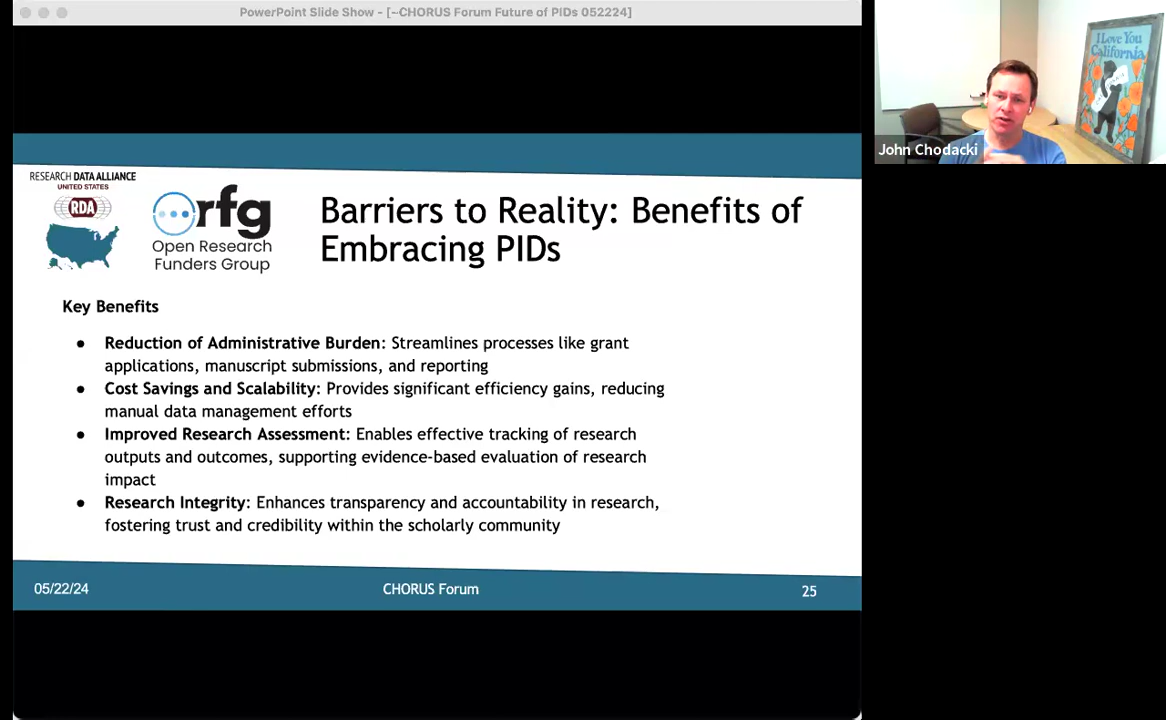 PowerPoint Slide Show - [~CHORUS Forum Future of PIDs 052224]
I Love You
California
John Chodacki
RESEARCH DATA ALLIANCE
UNITED STATES
RDA
orfg
Open Research
Funders Group
Barriers to Reality: Benefits of
Embracing PIDs
Key Benefits
● Reduction of Administrative Burden: Streamlines processes like grant
applications, manuscript submissions, and reporting
● Cost Savings and Scalability: Provides significant efficiency gains, reducing
manual data management efforts
● Improved Research Assessment: Enables effective tracking of research
outputs and outcomes, supporting evidence-based evaluation of research
impact
● Research Integrity: Enhances transparency and accountability in research,
fostering trust and credibility within the scholarly community
05/22/24
CHORUS Forum
25